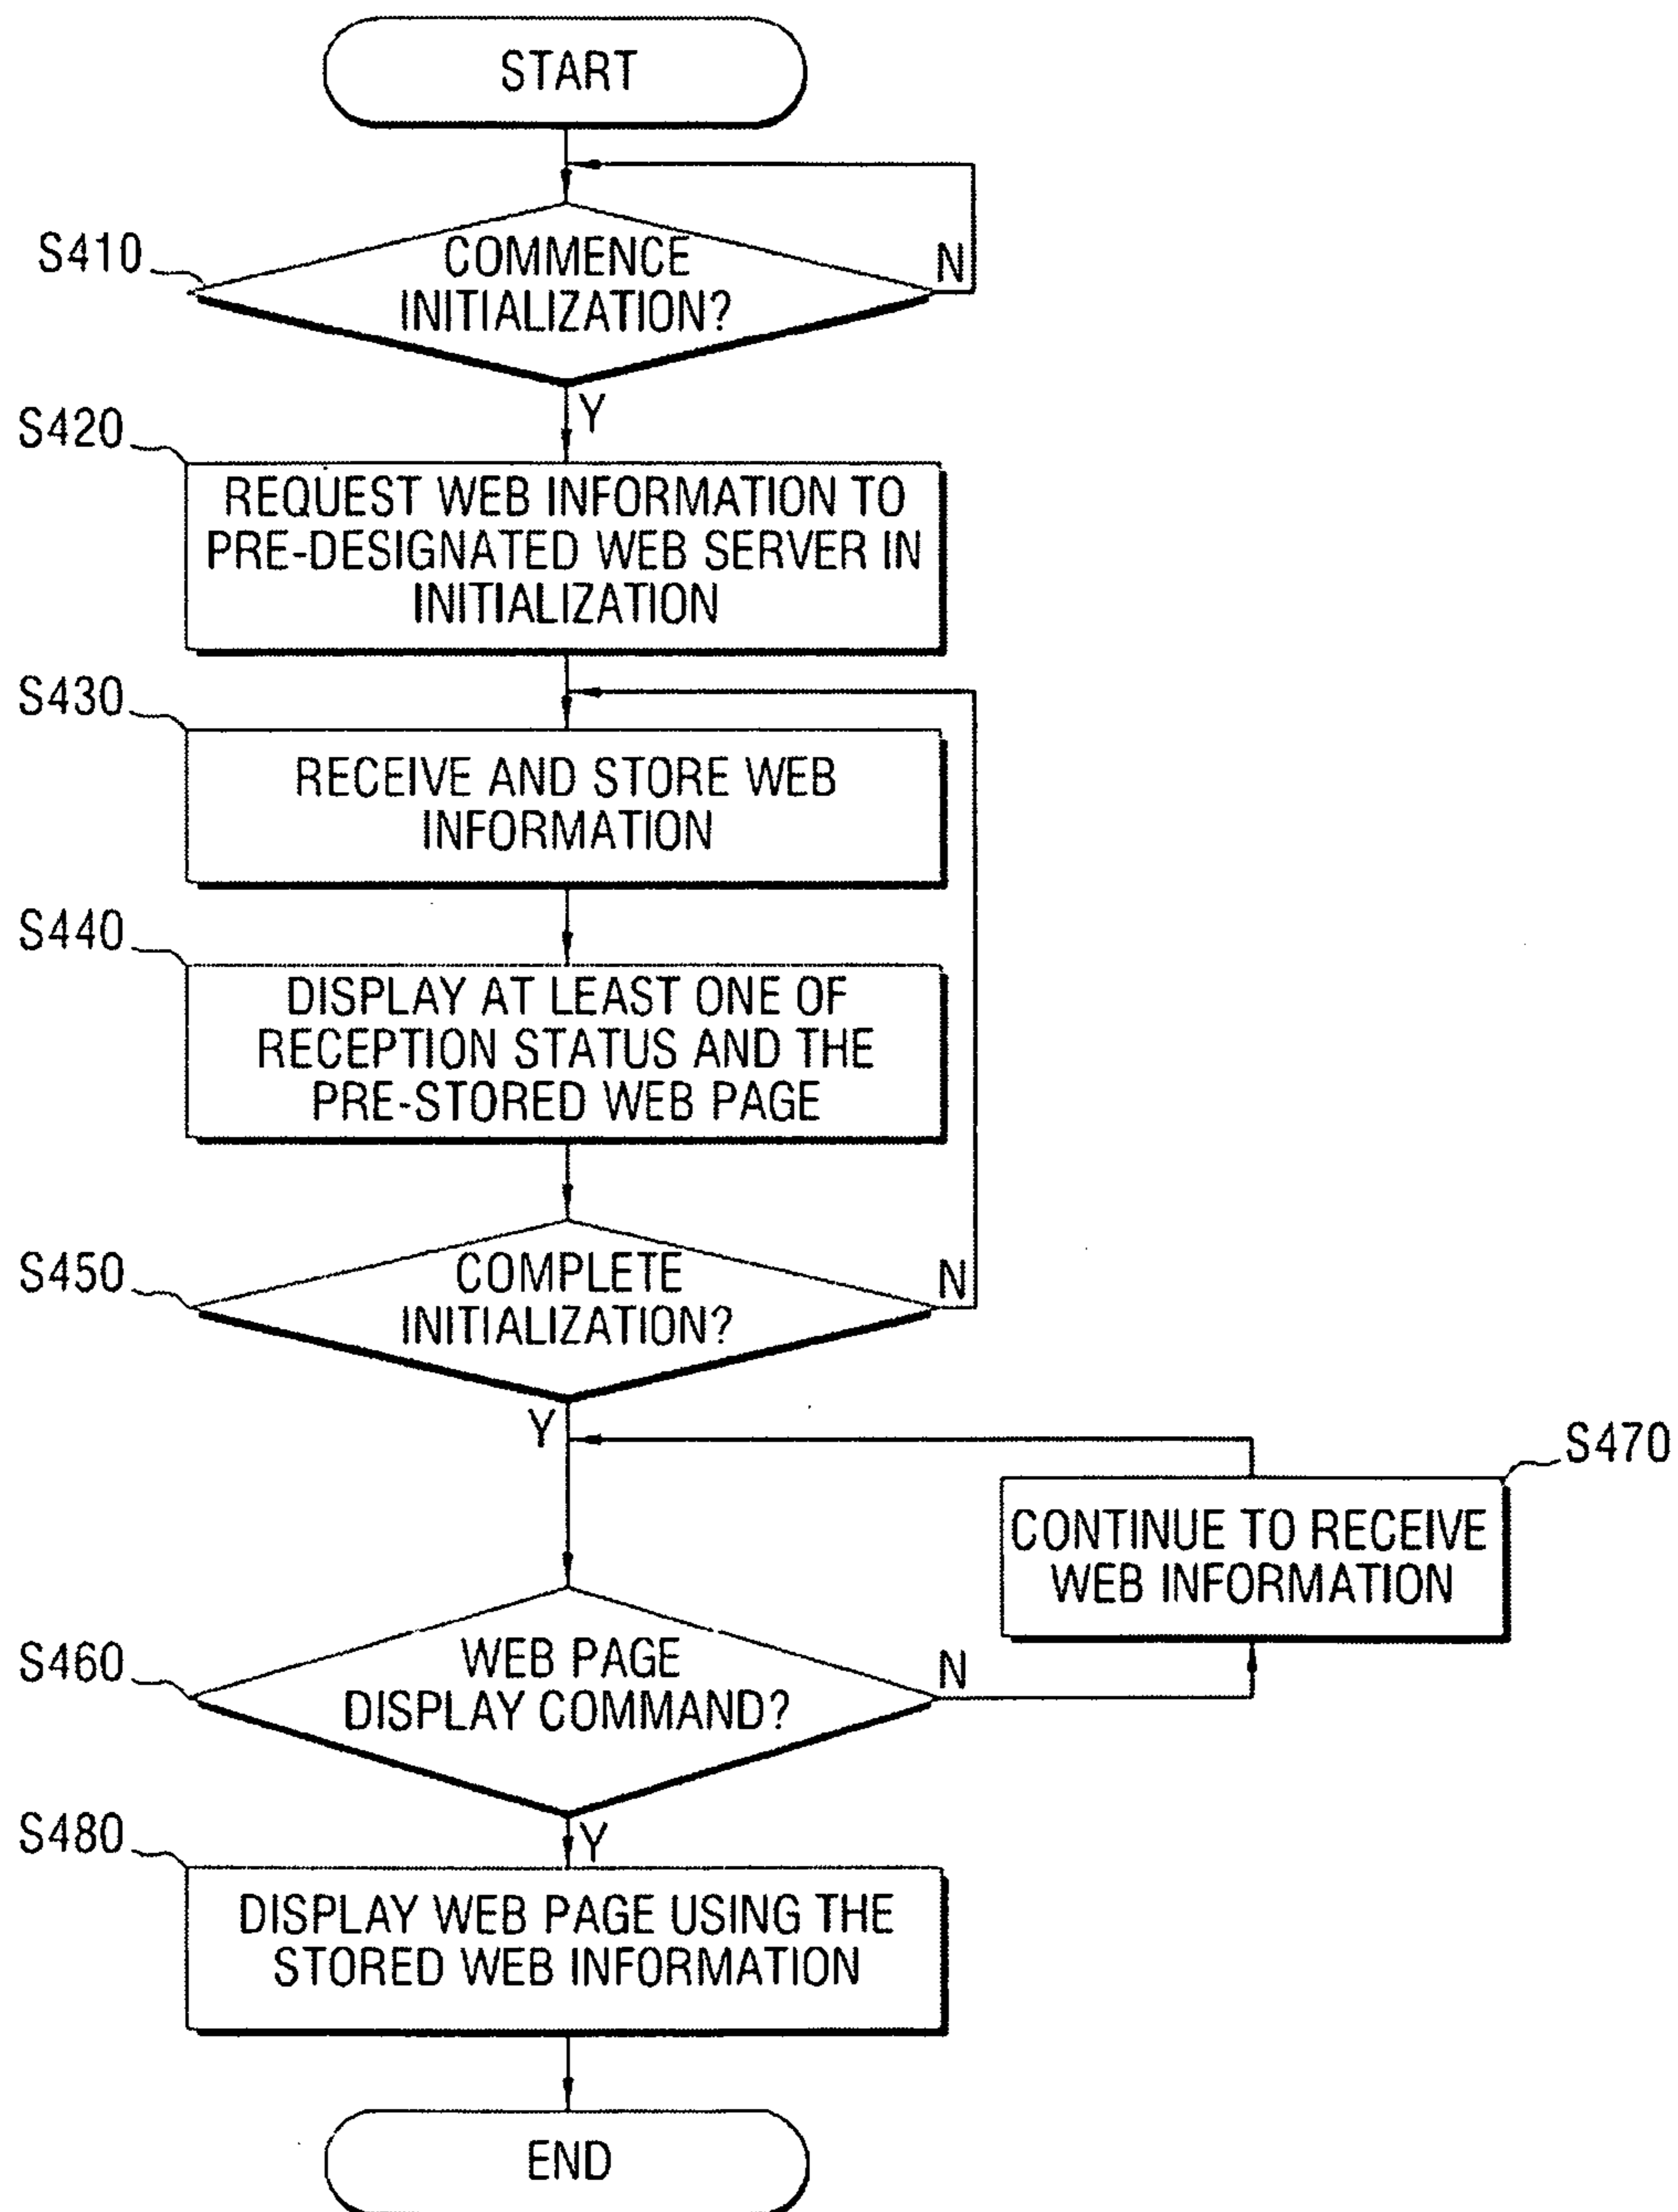 START
S410
COMMENCE
INITIALIZATION?
N
Y
S420
REQUEST WEB INFORMATION TO
PRE-DESIGNATED WEB SERVER IN
INITIALIZATION
S430
RECEIVE AND STORE WEB
INFORMATION
S440
DISPLAY AT LEAST ONE OF
RECEPTION STATUS AND THE
PRE-STORED WEB PAGE
S450
COMPLETE
INITIALIZATION?
N
Y
S470
CONTINUE TO RECEIVE
WEB INFORMATION
S460
WEB PAGE
DISPLAY COMMAND?
N
Y
S480
DISPLAY WEB PAGE USING THE
STORED WEB INFORMATION
END